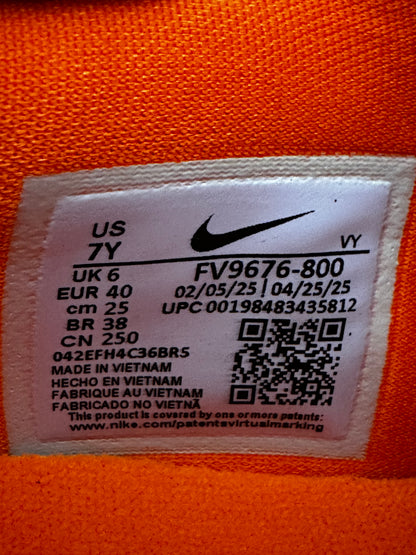 US
7Y
VY
UK 6
FV9676-800
EUR 40
02/05/25 | 04/25/25
cm 25
UPC 00198483435812
BR 38
CN 250
042EFH4C36BR5
MADE IN VIETNAM
HECHO EN VIETNAM
FABRIQUE AU VIETNAM
FABRICADO NO VIETNÃ
This product is covered by one or more patents:
www.nike.com/patentsvirtualmarking